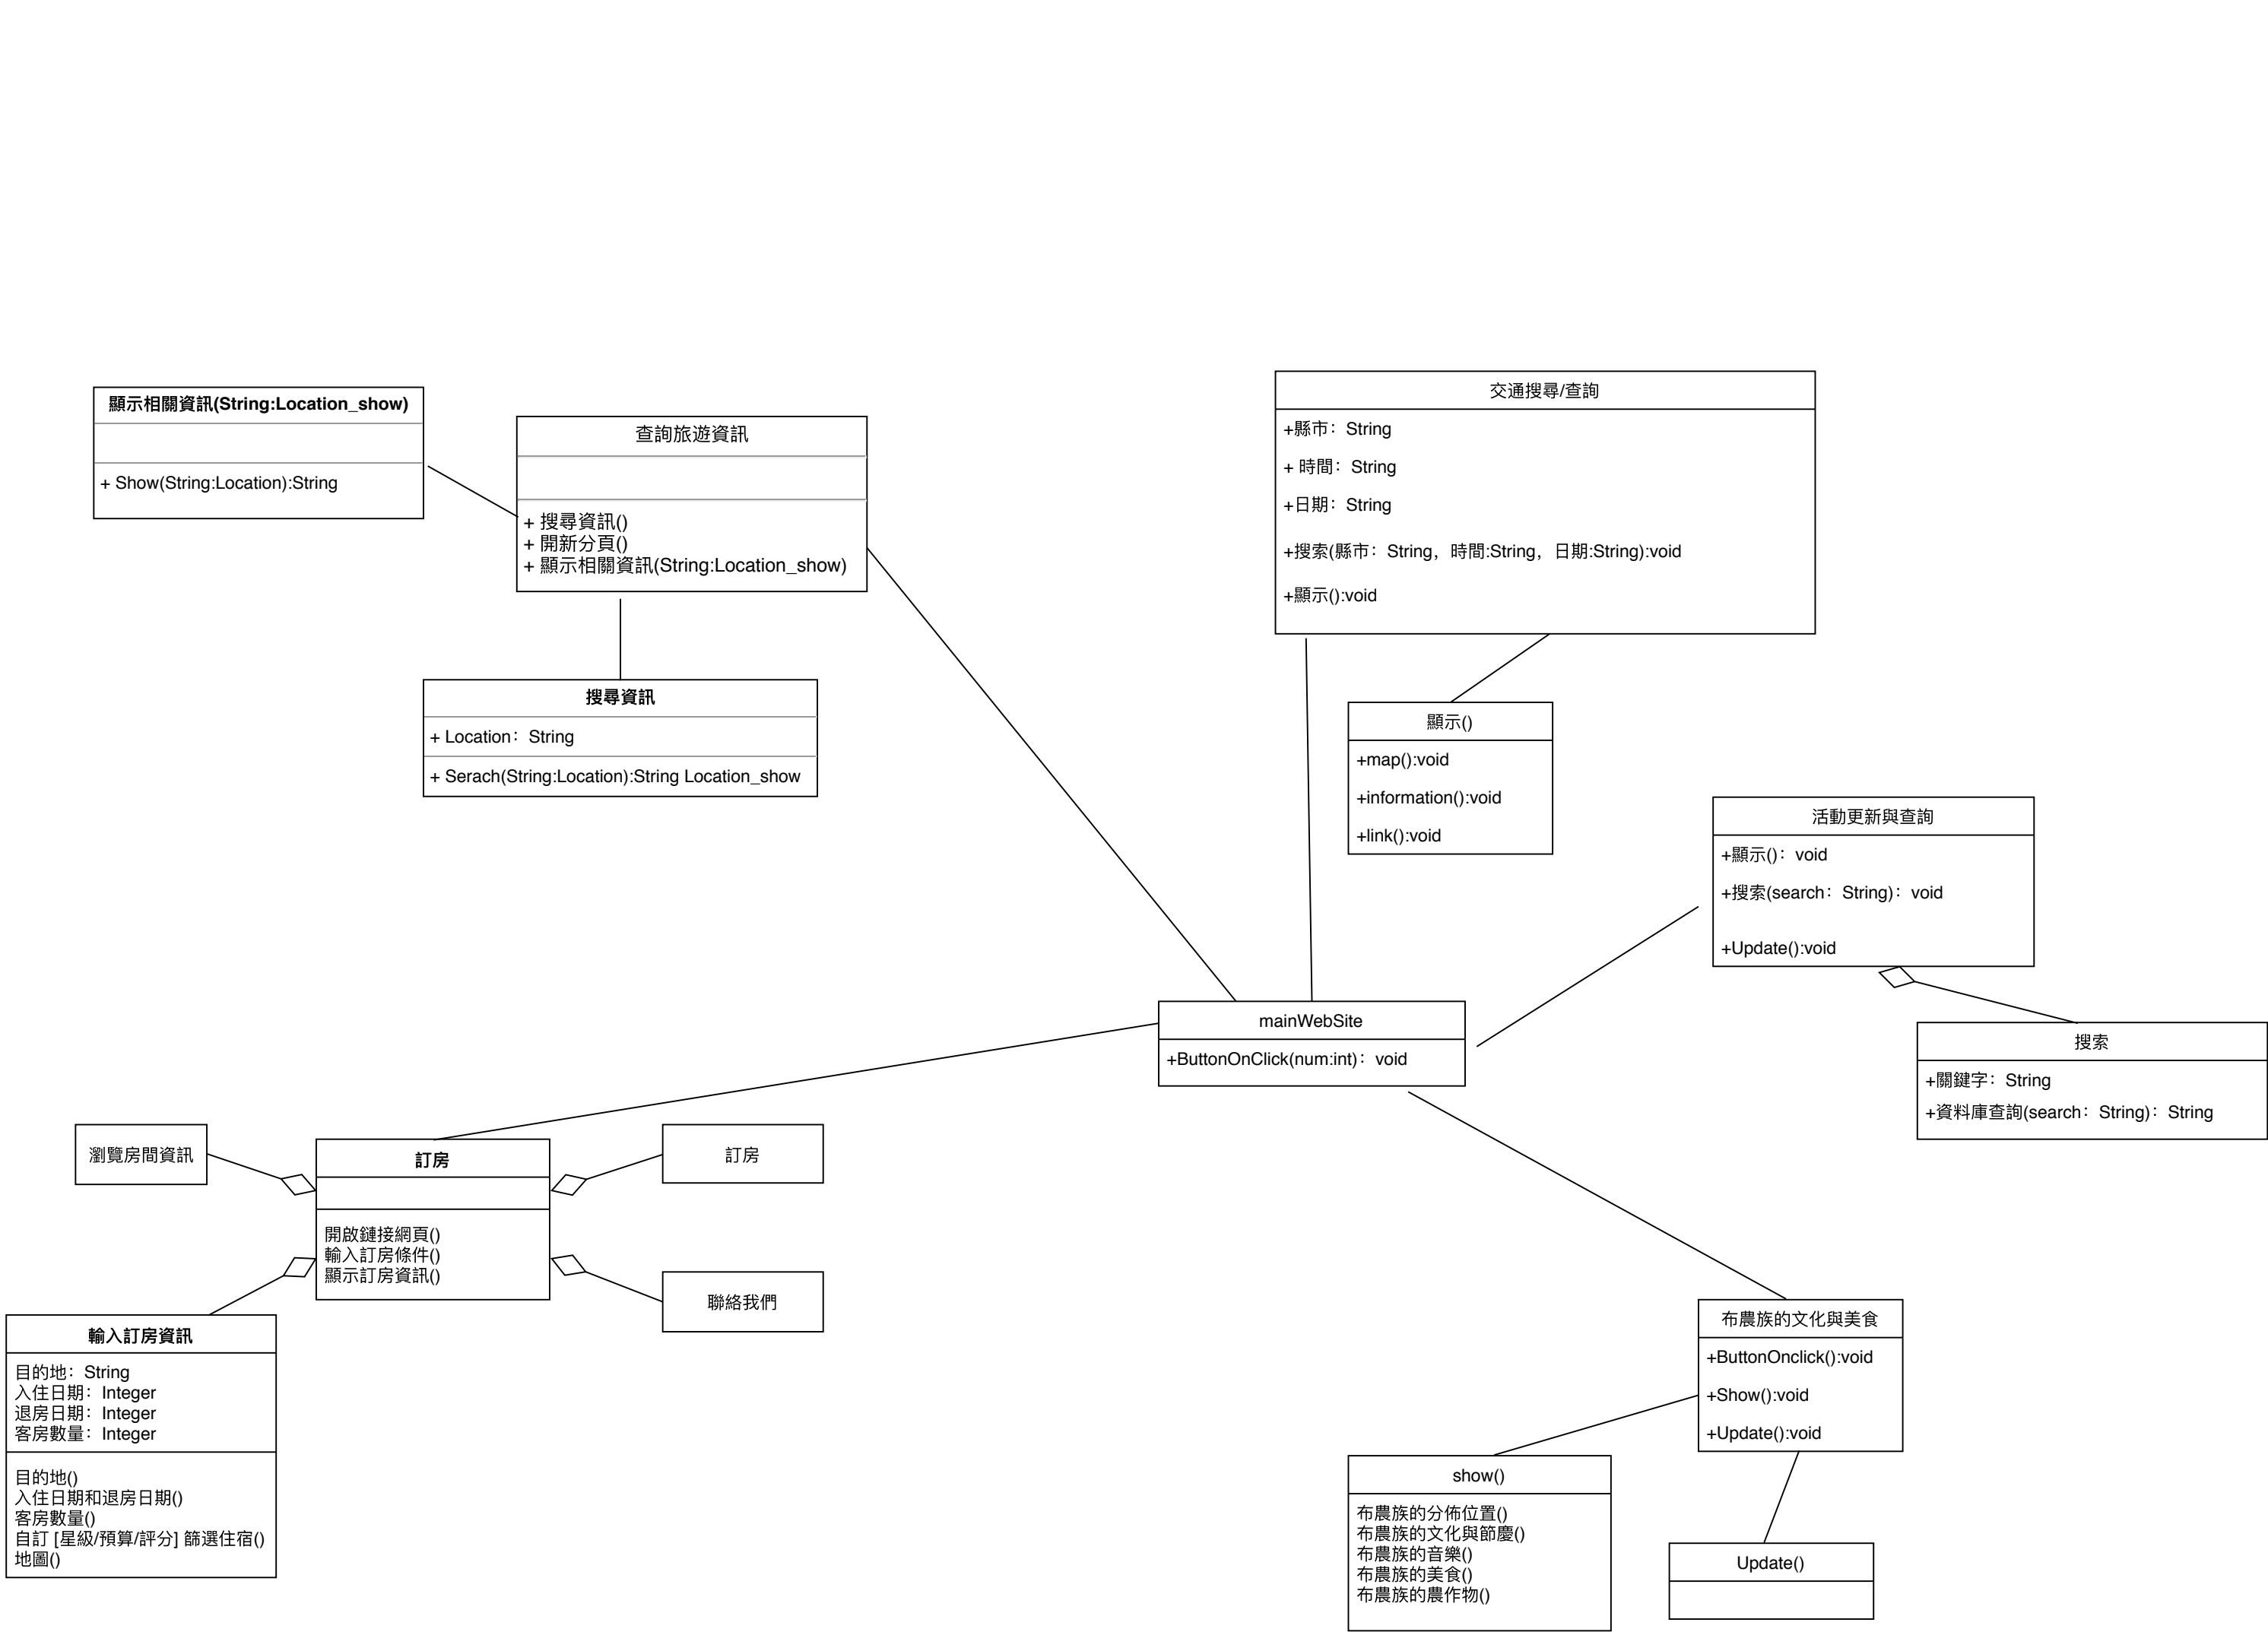 顯示相關資訊(String:Location_show)
+ Show(String:Location):String
查詢旅遊資訊
+ 搜尋資訊()
+ 開新分頁()
+ 顯示相關資訊(String:Location_show)
搜尋資訊
+ Location：String
+ Serach(String:Location):String Location_show
交通搜尋/查詢
+縣市：String
+ 時間：String
+日期：String
+搜索(縣市：String，時間:String，日期:String):void
+顯示():void
顯示()
+map():void
+information():void
+link():void
活動更新與查詢
+顯示()：void
+搜索(search：String)：void
+Update():void
搜索
+關鍵字：String
+資料庫查詢(search：String)：String
mainWebSite
+ButtonOnClick(num:int)：void
瀏覽房間資訊
訂房
開啟鏈接網頁()
輸入訂房條件()
顯示訂房資訊()
訂房
聯絡我們
輸入訂房資訊
目的地：String
入住日期：Integer
退房日期：Integer
客房數量：Integer
目的地()
入住日期和退房日期()
客房數量()
自訂 [星級/預算/評分] 篩選住宿()
地圖()
布農族的文化與美食
+ButtonOnclick():void
+Show():void
+Update():void
show()
布農族的分佈位置()
布農族的文化與節慶()
布農族的音樂()
布農族的美食()
布農族的農作物()
Update()